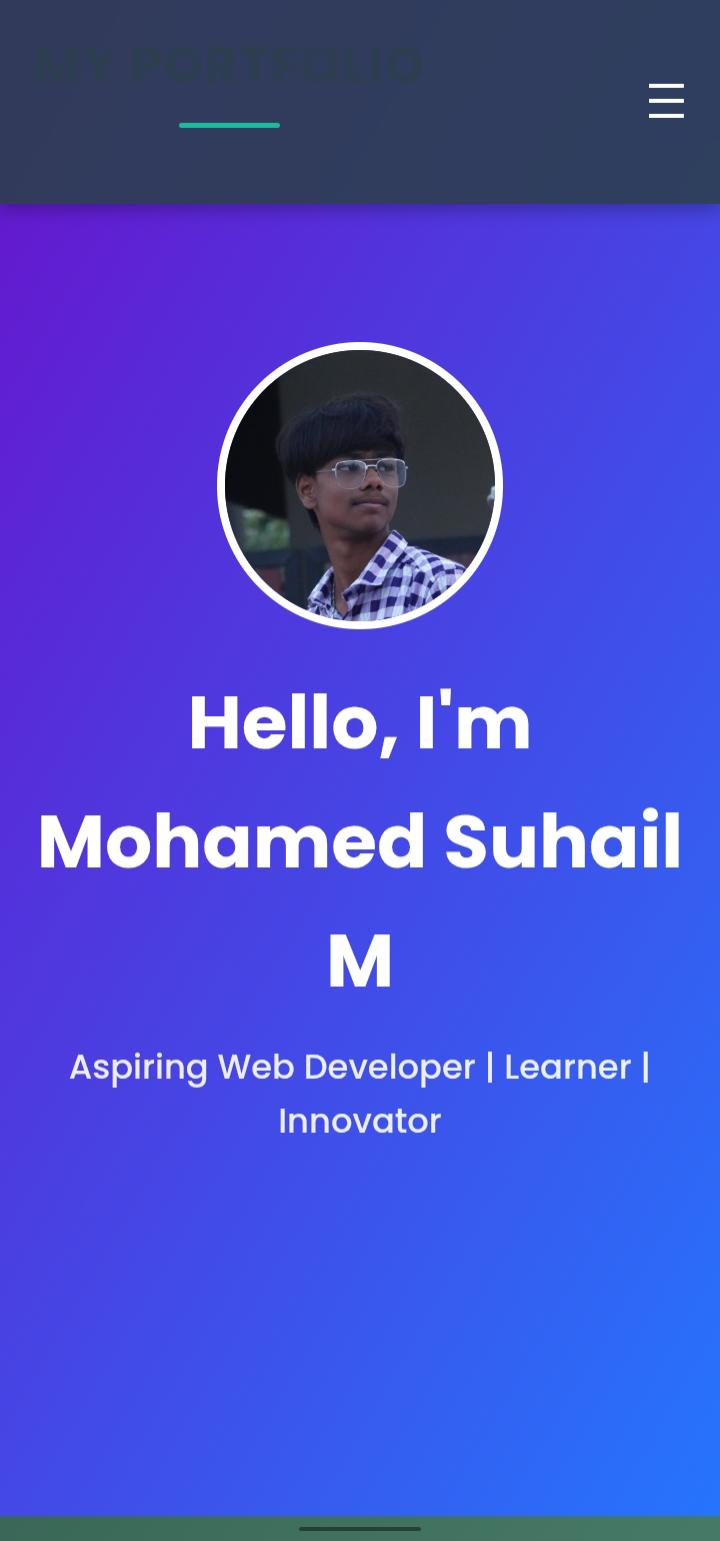 MY PORTFOLIO
Hello, I'm
Mohamed Suhail
M
Aspiring Web Developer | Learner |
Innovator